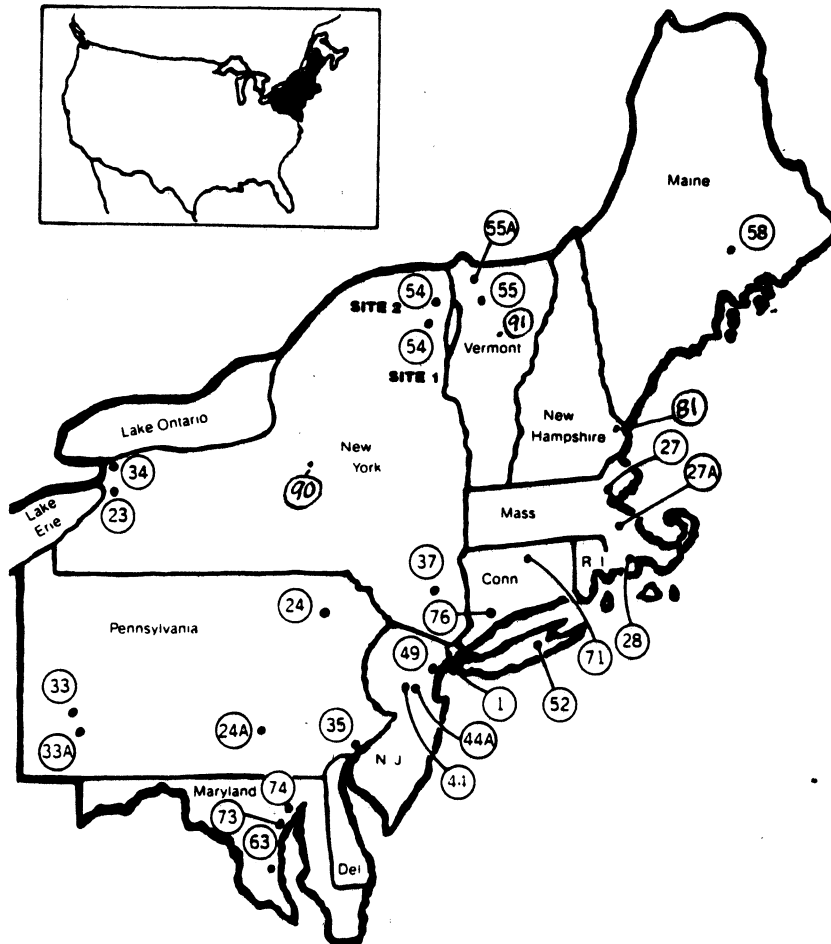 Maine
58
55A
54
55
SITE 2
91
54
Vermont
SITE 1
81
New
Hampshire
Lake Ontario
27
New
York
27A
34
90
Lake
Erie
23
Mass
37
Conn
R I
24
76
Pennsylvania
49
71
28
33
1
52
24A
35
33A
44A
N J
44
74
Maryland
73
63
Del